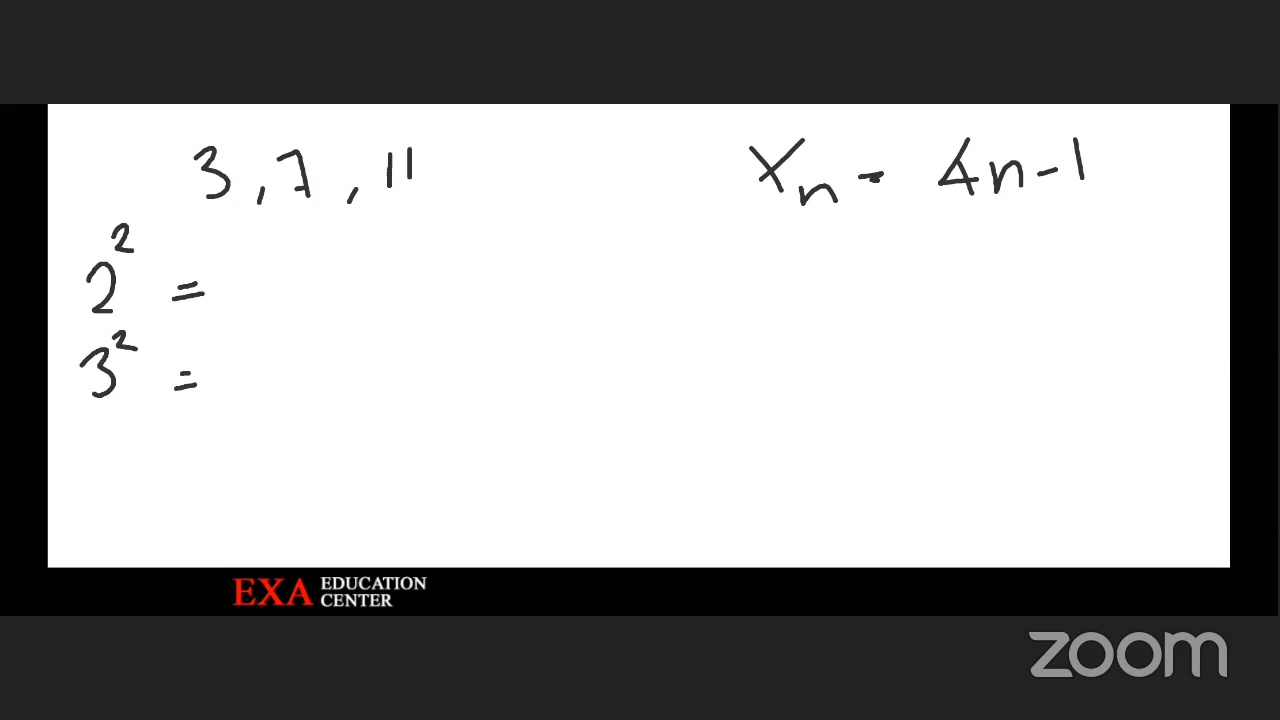 3, 7, 11
xₙ = 4n-1
2² =
3² =
EXA EDUCATION
CENTER
zoom